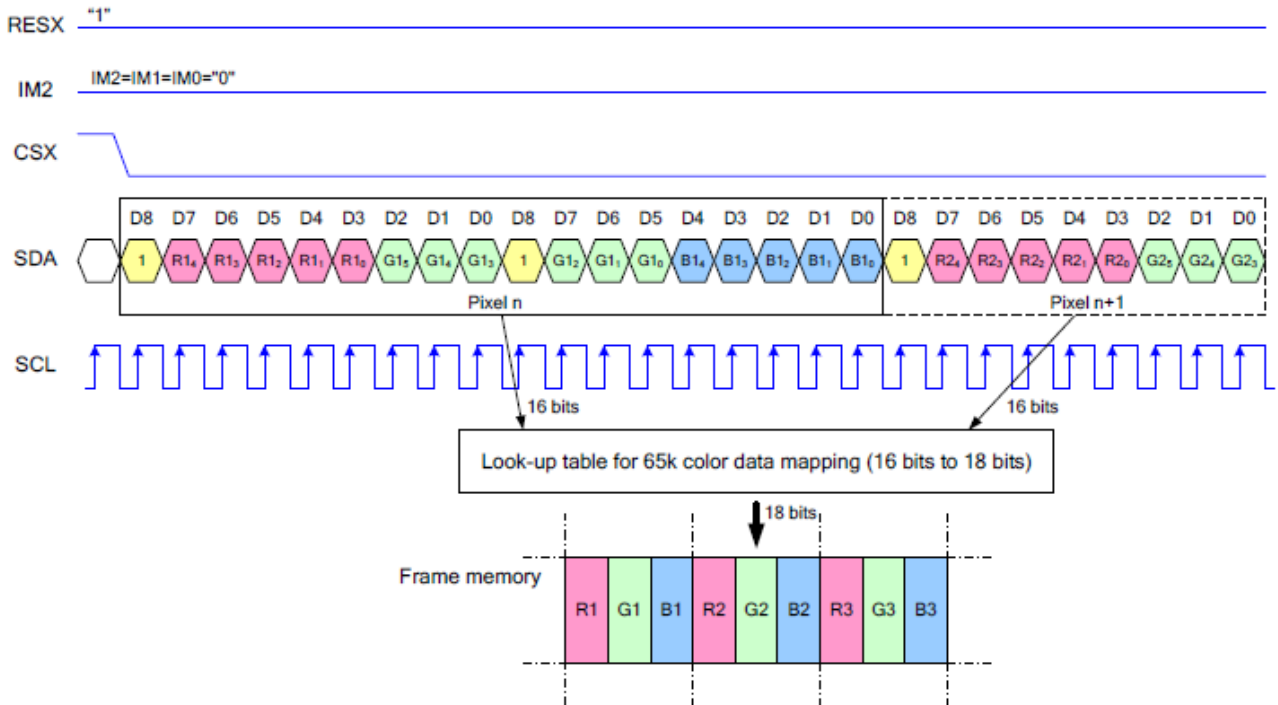 RESX "1"
IM2 IM2=IM1=IM0="0"
CSX
D8 D7 D6 D5 D4 D3 D2 D1 D0 D8 D7 D6 D5 D4 D3 D2 D1 D0 D8 D7 D6 D5 D4 D3 D2 D1 D0
SDA 1 R1₄ R1₃ R1₂ R1₁ R1₀ G1₅ G1₄ G1₃ 1 G1₂ G1₁ G1₀ B1₄ B1₃ B1₂ B1₁ B1₀ 1 R2₄ R2₃ R2₂ R2₁ R2₀ G2₅ G2₄ G2₃
Pixel n Pixel n+1
SCL
16 bits 16 bits
Look-up table for 65k color data mapping (16 bits to 18 bits)
18 bits
Frame memory
R1 G1 B1 R2 G2 B2 R3 G3 B3